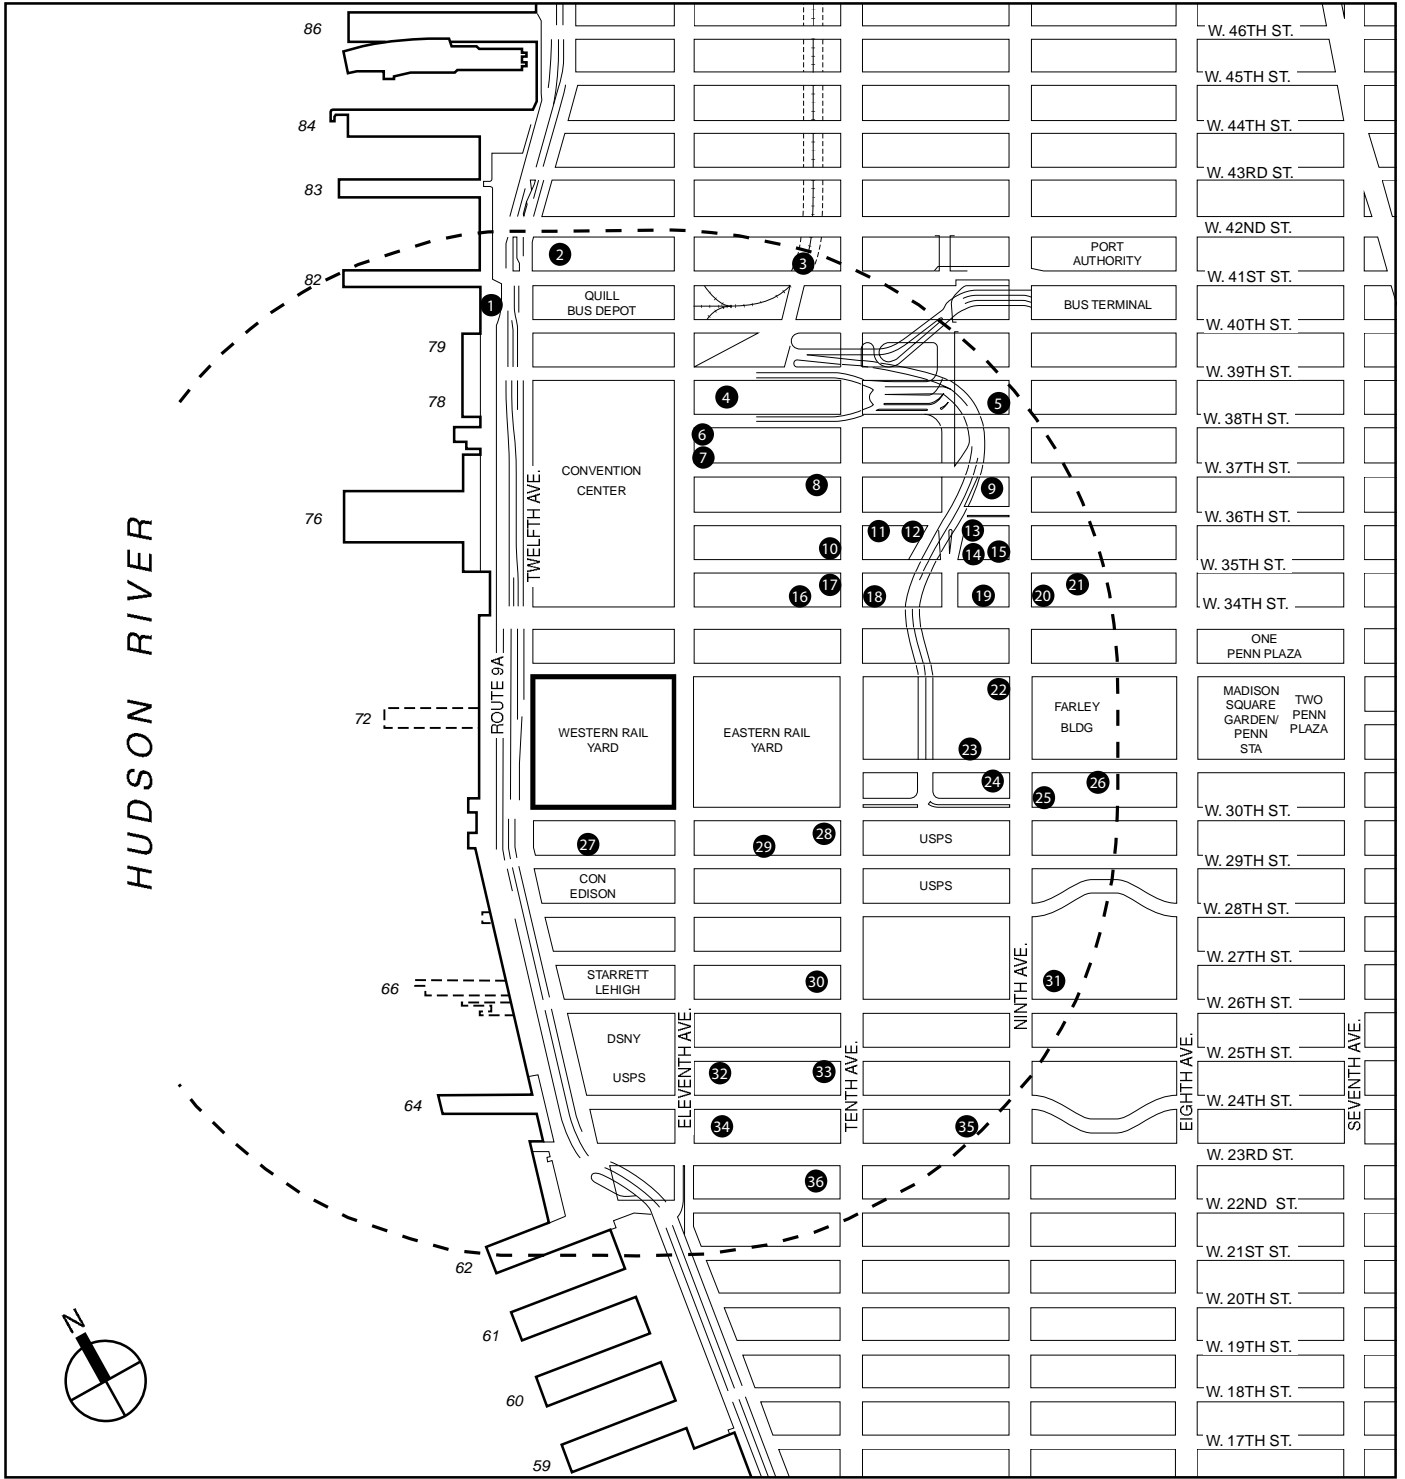 86
W. 46TH ST.
W. 45TH ST.
84
W. 44TH ST.
83
W. 43RD ST.
W. 42ND ST.
2
3
PORT
AUTHORITY
82
W. 41ST ST.
1
QUILL
BUS DEPOT
BUS TERMINAL
W. 40TH ST.
79
W. 39TH ST.
78
4
5
W. 38TH ST.
6
7
CONVENTION
CENTER
W. 37TH ST.
8
9
TWELFTH AVE.
76
W. 36TH ST.
11
12
13
10
14
15
W. 35TH ST.
16
17
18
19
20
21
W. 34TH ST.
HUDSON RIVER
ONE
PENN PLAZA
ROUTE 9A
22
72
WESTERN RAIL
YARD
EASTERN RAIL
YARD
FARLEY
BLDG
MADISON
SQUARE
GARDEN/
PENN
STA
TWO
PENN
PLAZA
23
24
25
26
W. 30TH ST.
27
29
28
USPS
W. 29TH ST.
CON
EDISON
USPS
W. 28TH ST.
W. 27TH ST.
66
STARRETT
LEHIGH
30
NINTH AVE.
31
W. 26TH ST.
DSNY
W. 25TH ST.
USPS
ELEVENTH AVE.
32
33
TENTH AVE.
EIGHTH AVE.
SEVENTH AVE.
64
W. 24TH ST.
34
35
W. 23RD ST.
36
W. 22ND ST.
62
W. 21ST ST.
W. 20TH ST.
N
61
W. 19TH ST.
60
W. 18TH ST.
59
W. 17TH ST.